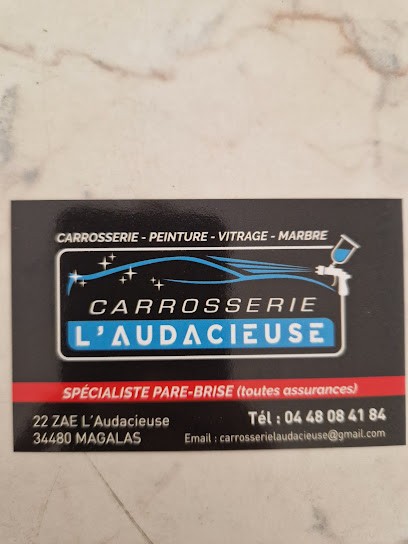 CARROSSERIE - PEINTURE - VITRAGE - MARBRE
CARROSSERIE
L'AUDACIEUSE
SPÉCIALISTE PARE-BRISE (toutes assurances)
22 ZAE L'Audacieuse
34480 MAGALAS
Tél : 04 48 08 41 84
Email : carrosserielaudacieuse@gmail.com